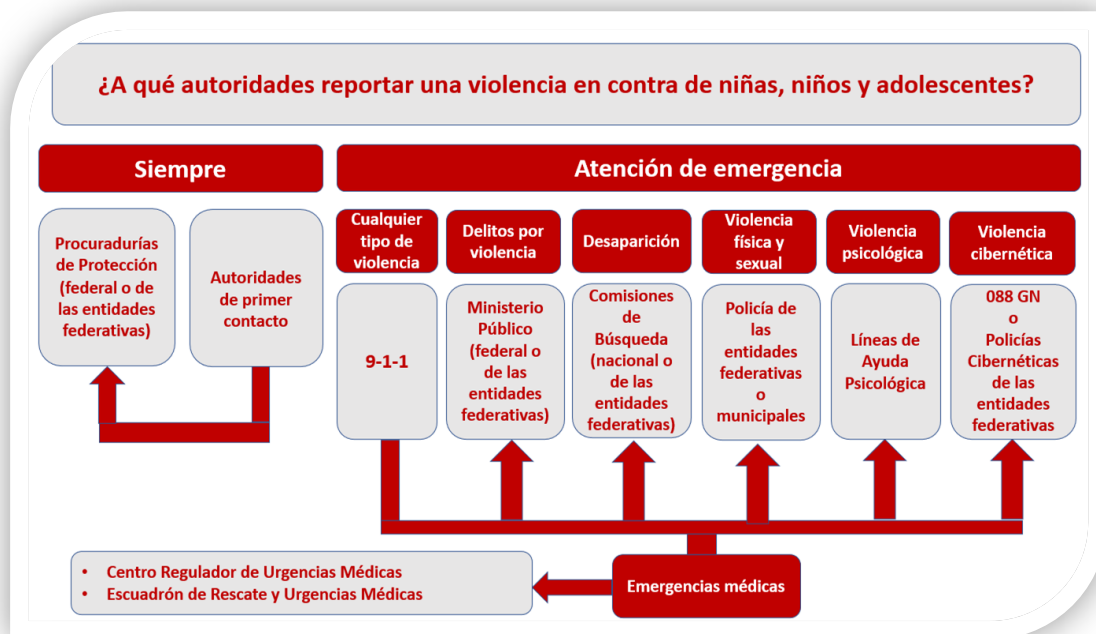 ¿A qué autoridades reportar una violencia en contra de niñas, niños y adolescentes?
Siempre
Procuradurías
de Protección
(federal o de
las entidades
federativas)
Autoridades
de primer
contacto
Atención de emergencia
Cualquier
tipo de
violencia
9-1-1
Delitos por
violencia
Ministerio
Público
(federal o
de las
entidades
federativas)
Desaparición
Comisiones
de
Búsqueda
(nacional o
de las
entidades
federativas)
Violencia
física y
sexual
Policía de
las
entidades
federativas
o
municipales
Violencia
psicológica
Líneas de
Ayuda
Psicológica
Violencia
cibernética
088 GN
o
Policías
Cibernéticas
de las
entidades
federativas
Emergencias médicas
• Centro Regulador de Urgencias Médicas
• Escuadrón de Rescate y Urgencias Médicas